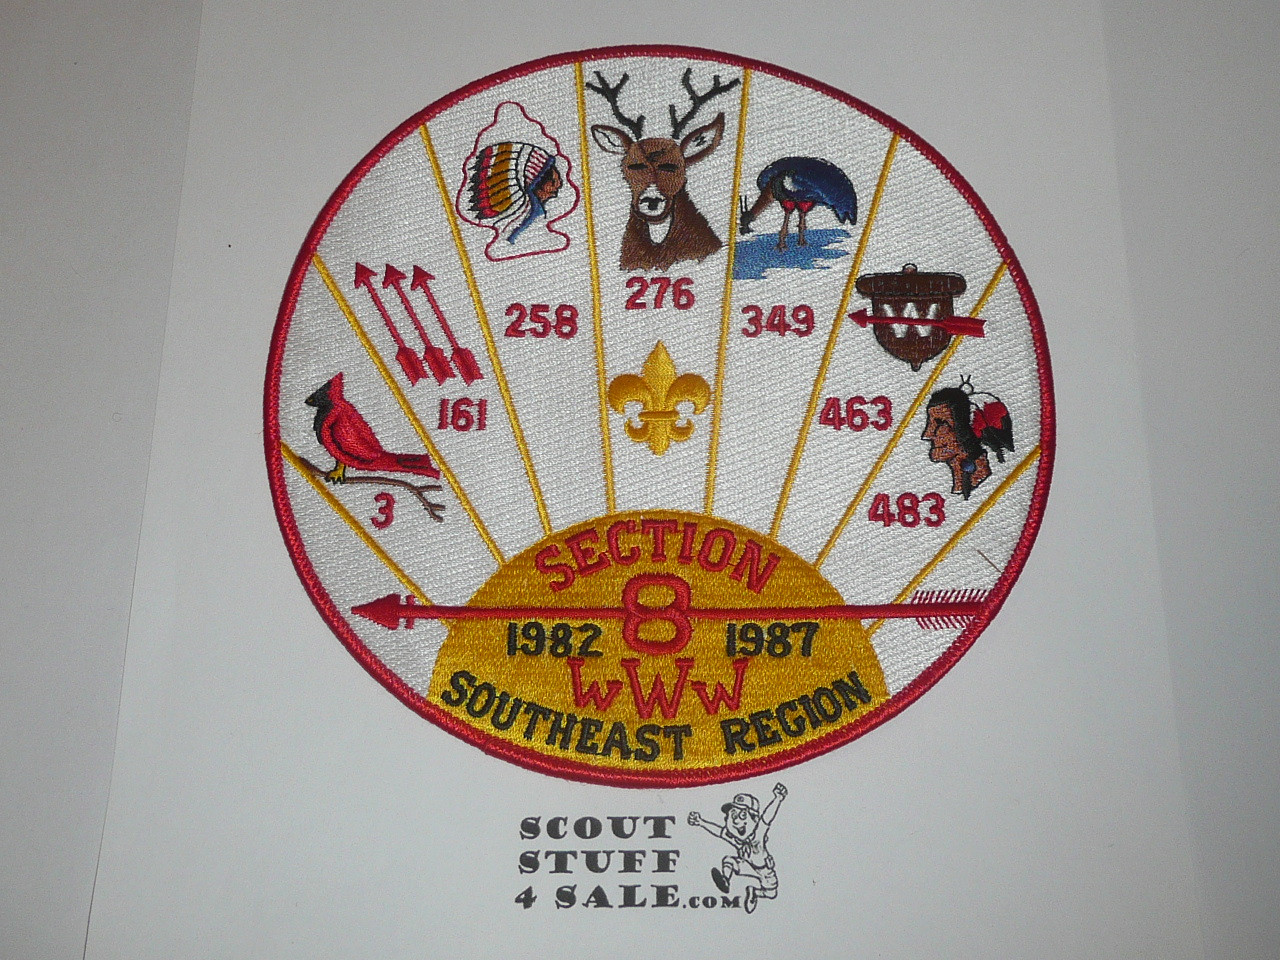 276
258
349
161
463
3
483
SECTION
8
1982 1987
WWW
SOUTHEAST REGION
W W
SCOUT
STUFF
4 SALE.COM